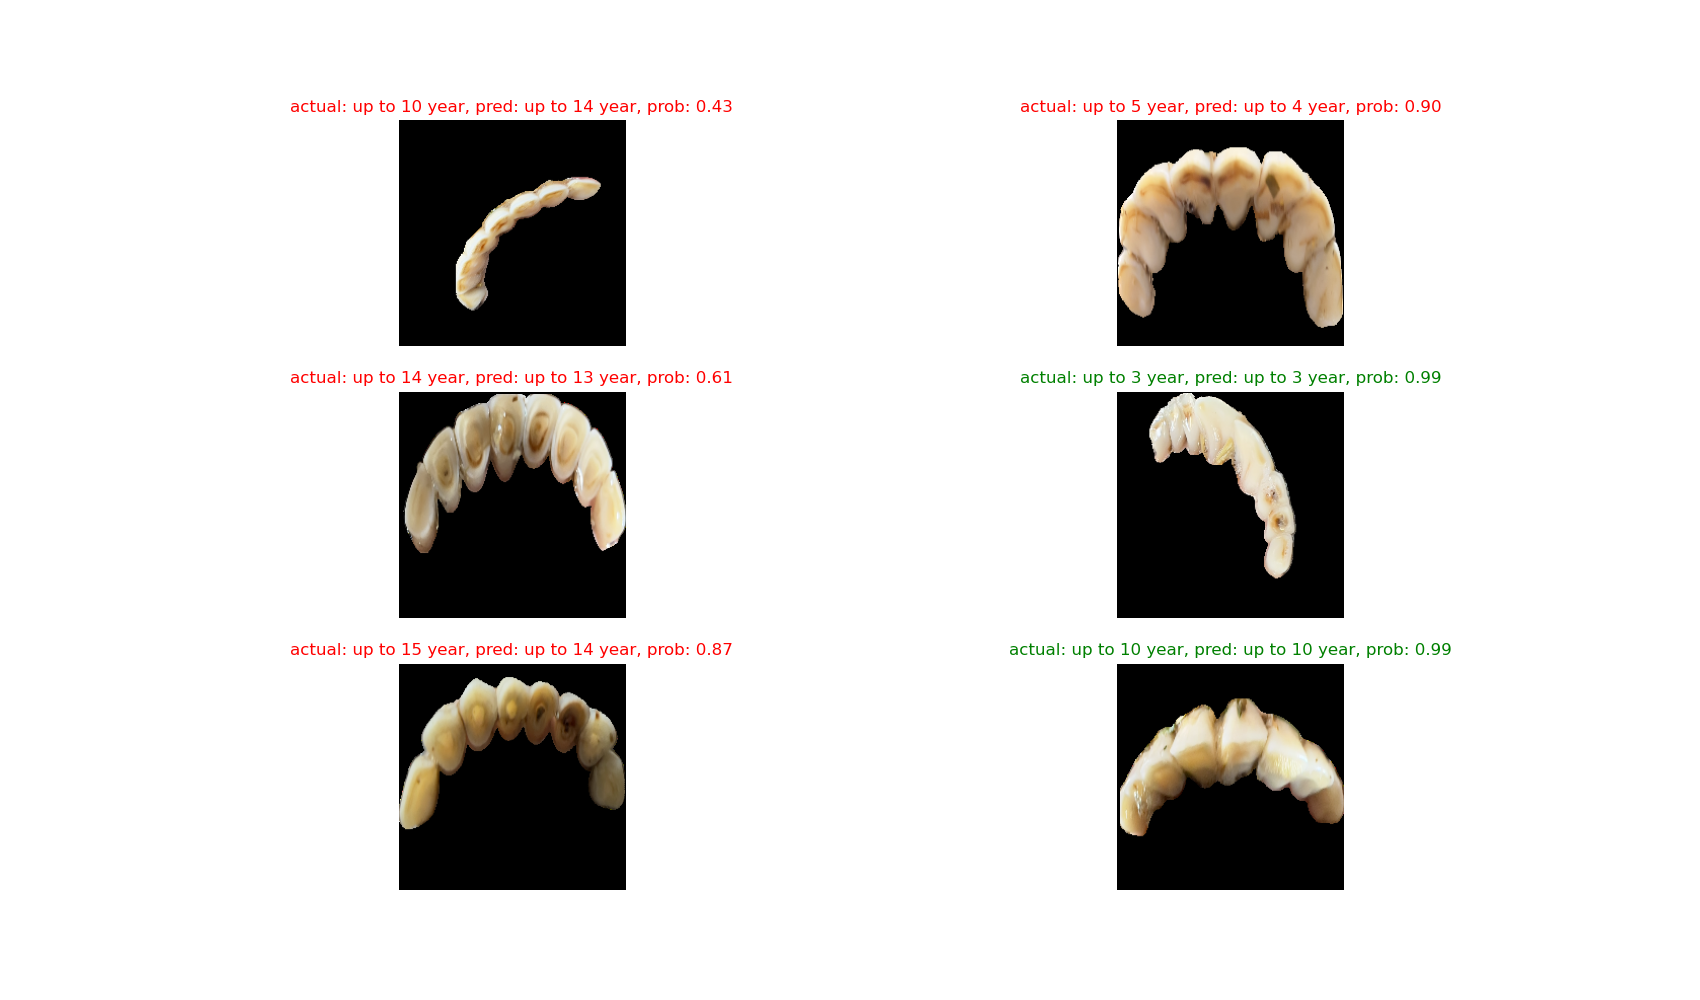 actual: up to 10 year, pred: up to 14 year, prob: 0.43
actual: up to 5 year, pred: up to 4 year, prob: 0.90
actual: up to 14 year, pred: up to 13 year, prob: 0.61
actual: up to 3 year, pred: up to 3 year, prob: 0.99
actual: up to 15 year, pred: up to 14 year, prob: 0.87
actual: up to 10 year, pred: up to 10 year, prob: 0.99